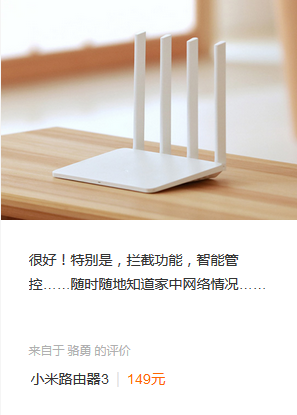 很好！特别是，拦截功能，智能管
控……随时随地知道家中网络情况……
来自于 骆勇 的评价
小米路由器3 | 149元